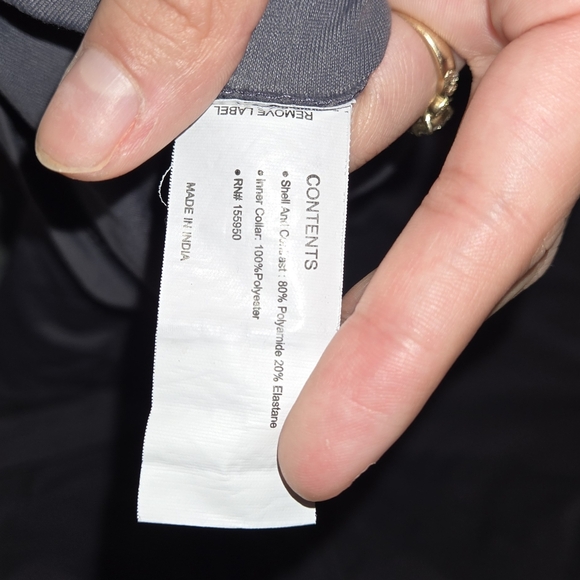 REMOVE LABEL
CONTENTS
• Shell And Contrast : 80% Polyamide 20% Elastane
• Inner Collar: 100%Polyester
• RN# 155950
MADE IN INDIA